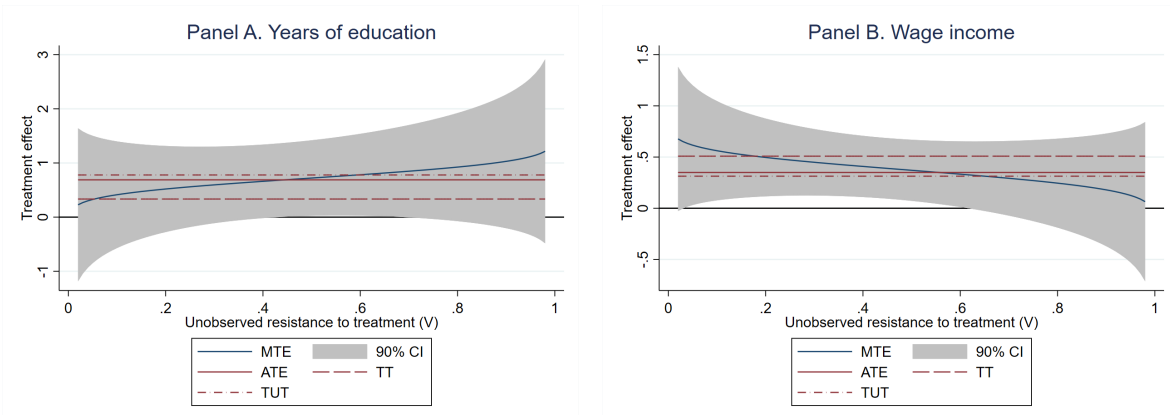 Panel A. Years of education
Treatment effect
3
2
1
0
-1
0 .2 .4 .6 .8 1
Unobserved resistance to treatment (V)
MTE 90% CI
ATE TT
TUT
Panel B. Wage income
Treatment effect
1.5
1
.5
0
-.5
0 .2 .4 .6 .8 1
Unobserved resistance to treatment (V)
MTE 90% CI
ATE TT
TUT